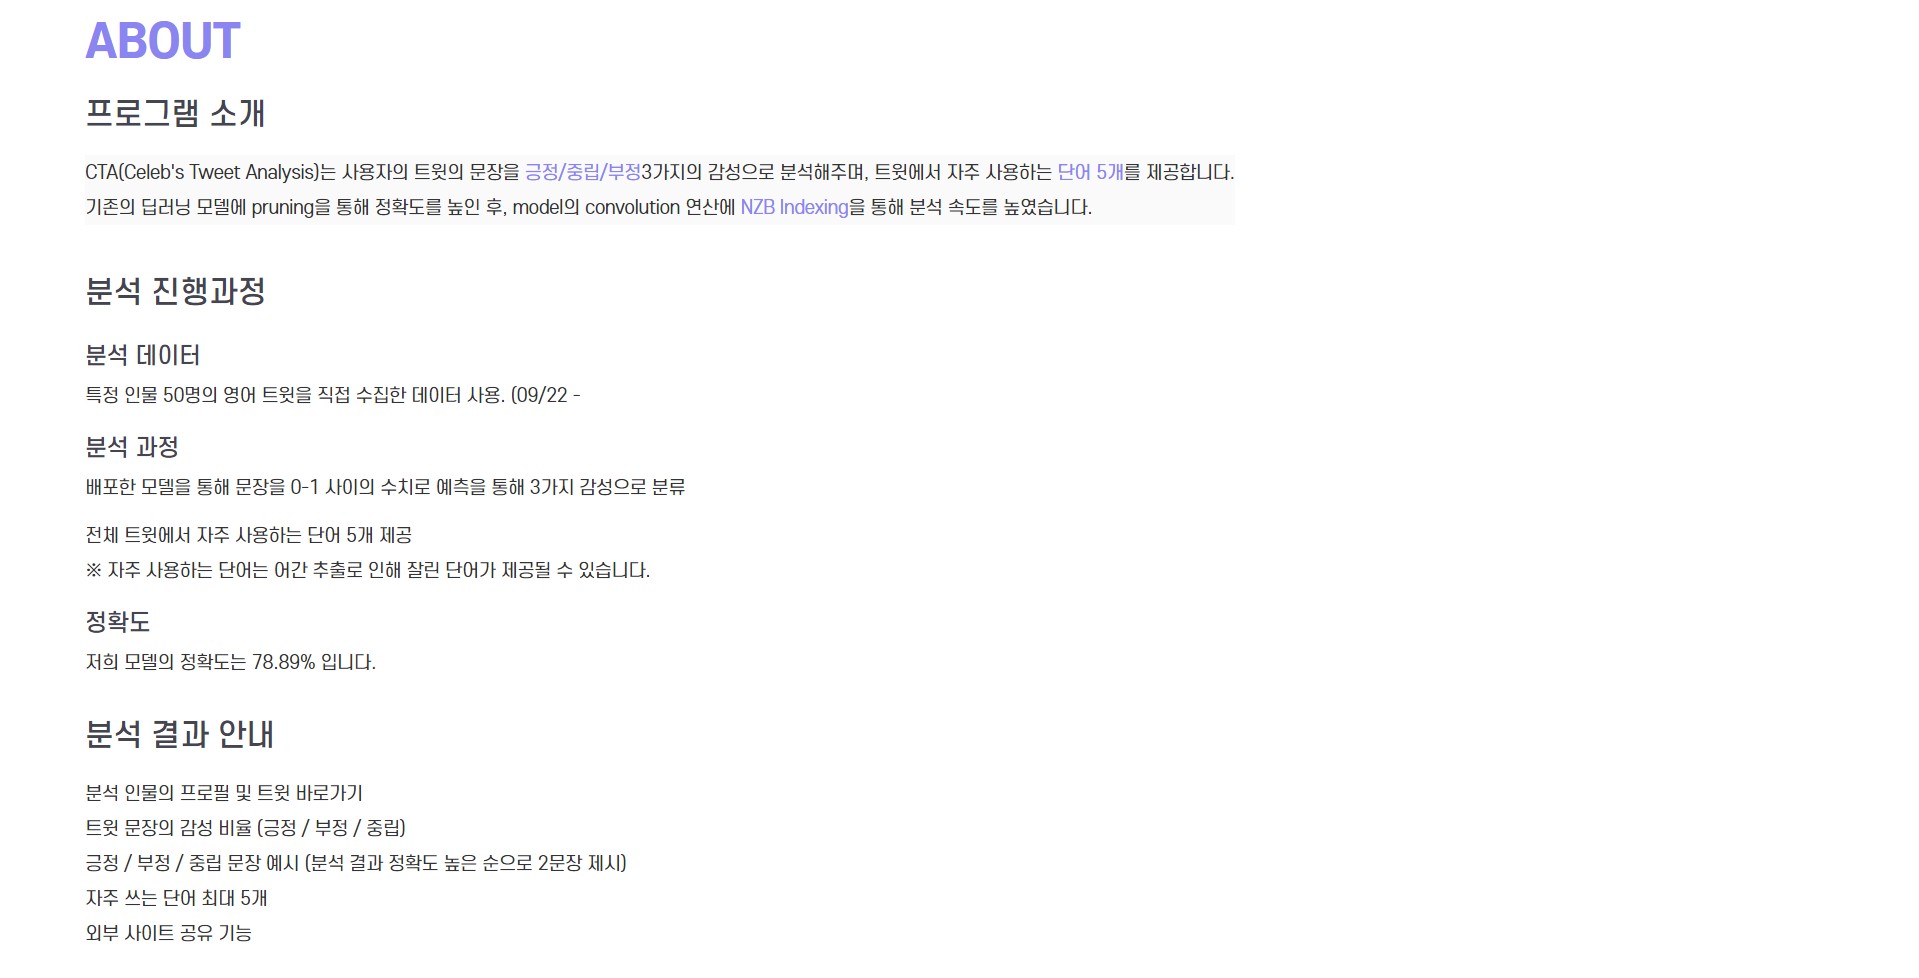 ABOUT
프로그램 소개
CTA(Celeb's Tweet Analysis)는 사용자의 트윗의 문장을 긍정/중립/부정3가지의 감성으로 분석해주며, 트윗에서 자주 사용하는 단어 5개를 제공합니다.
기존의 딥러닝 모델에 pruning을 통해 정확도를 높인 후, model의 convolution 연산에 NZB Indexing을 통해 분석 속도를 높였습니다.
분석 진행과정
분석 데이터
특정 인물 50명의 영어 트윗을 직접 수집한 데이터 사용. (09/22 -
분석 과정
배포한 모델을 통해 문장을 0-1 사이의 수치로 예측을 통해 3가지 감성으로 분류
전체 트윗에서 자주 사용하는 단어 5개 제공
※ 자주 사용하는 단어는 어간 추출로 인해 잘린 단어가 제공될 수 있습니다.
정확도
저희 모델의 정확도는 78.89% 입니다.
분석 결과 안내
분석 인물의 프로필 및 트윗 바로가기
트윗 문장의 감성 비율 (긍정 / 부정 / 중립)
긍정 / 부정 / 중립 문장 예시 (분석 결과 정확도 높은 순으로 2문장 제시)
자주 쓰는 단어 최대 5개
외부 사이트 공유 기능